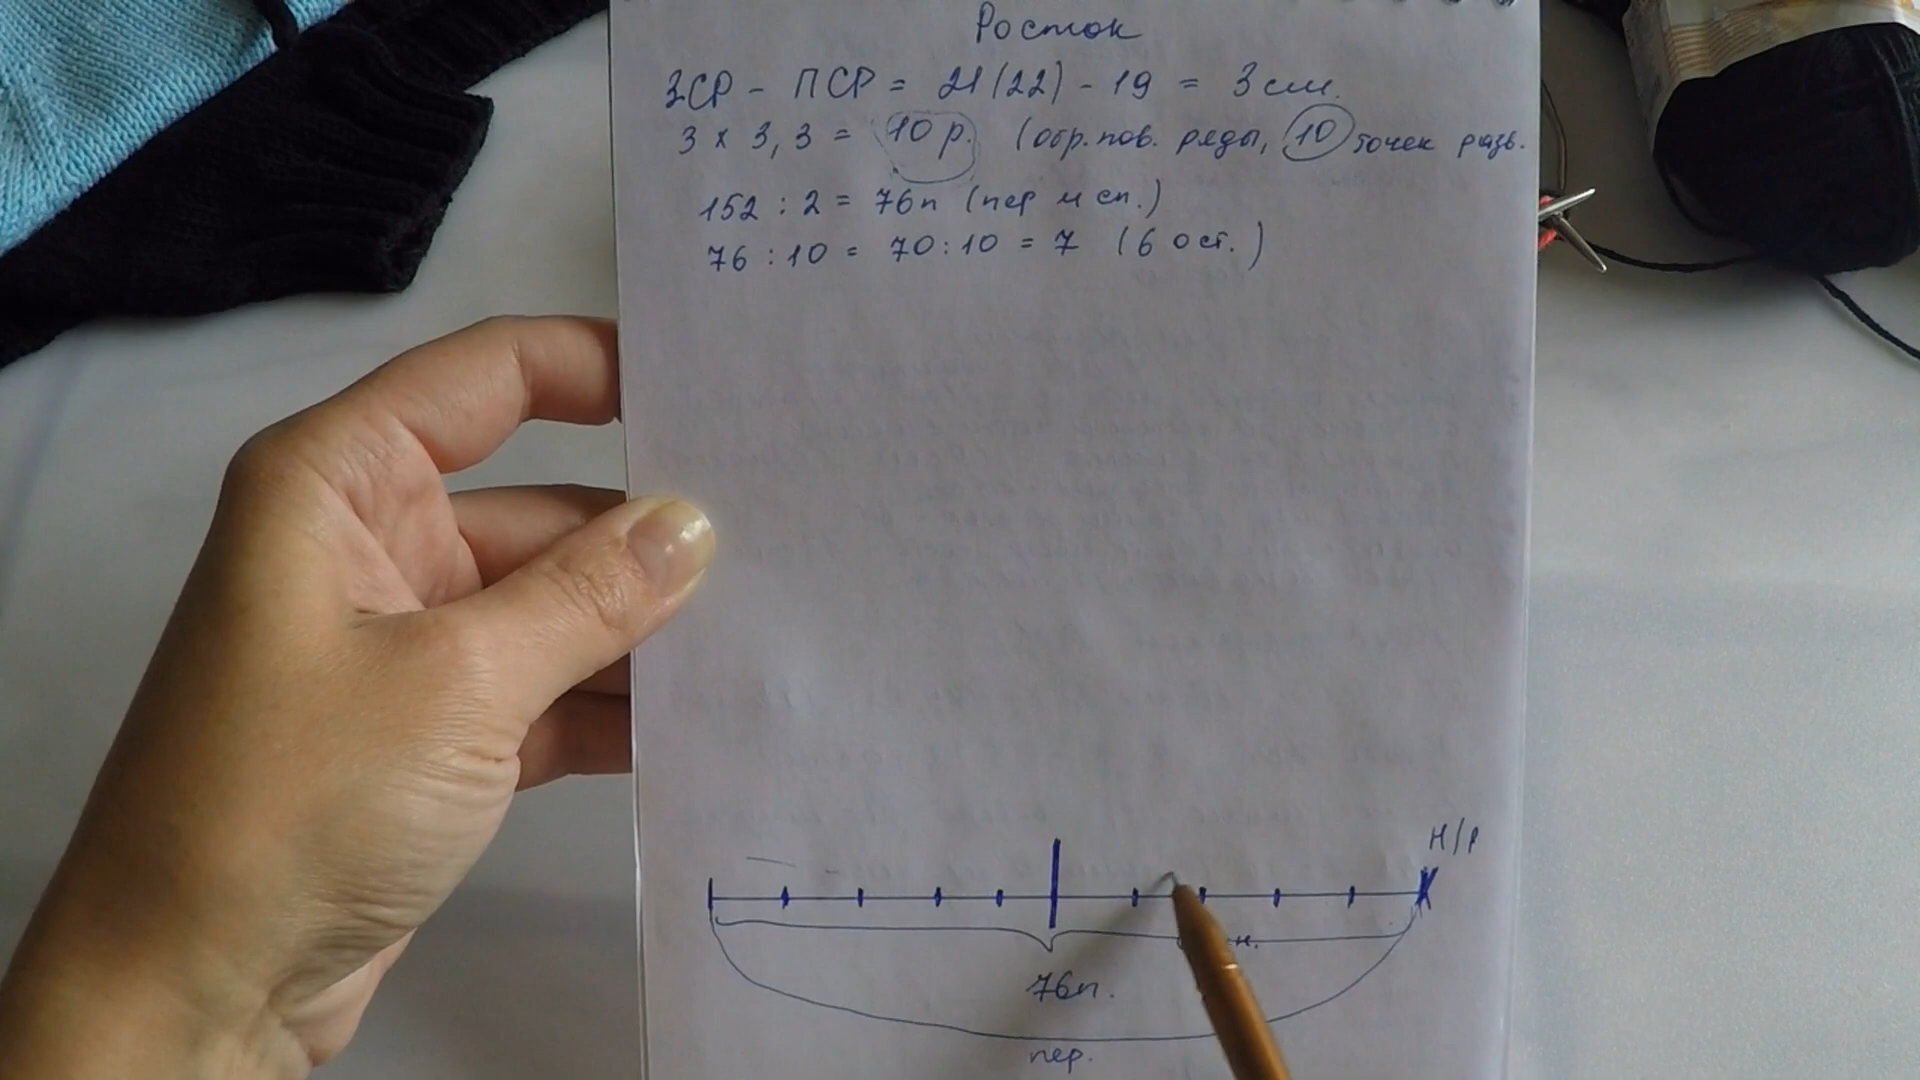 Росток
ЗСР - ПСР = 21(22) - 19 = 3 см.
3 х 3,3 = 10 р. (обр.пов. ряды, 10 точек разв.
152 : 2 = 76п (пер и сп.)
76 : 10 = 70 : 10 = 7 (6 ост.)
Н/Р
76п.
пер.